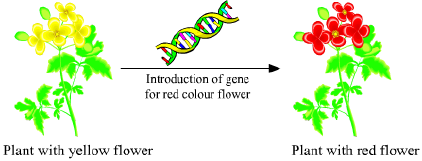 Introduction of gene
for red colour flower
Plant with yellow flower
Plant with red flower